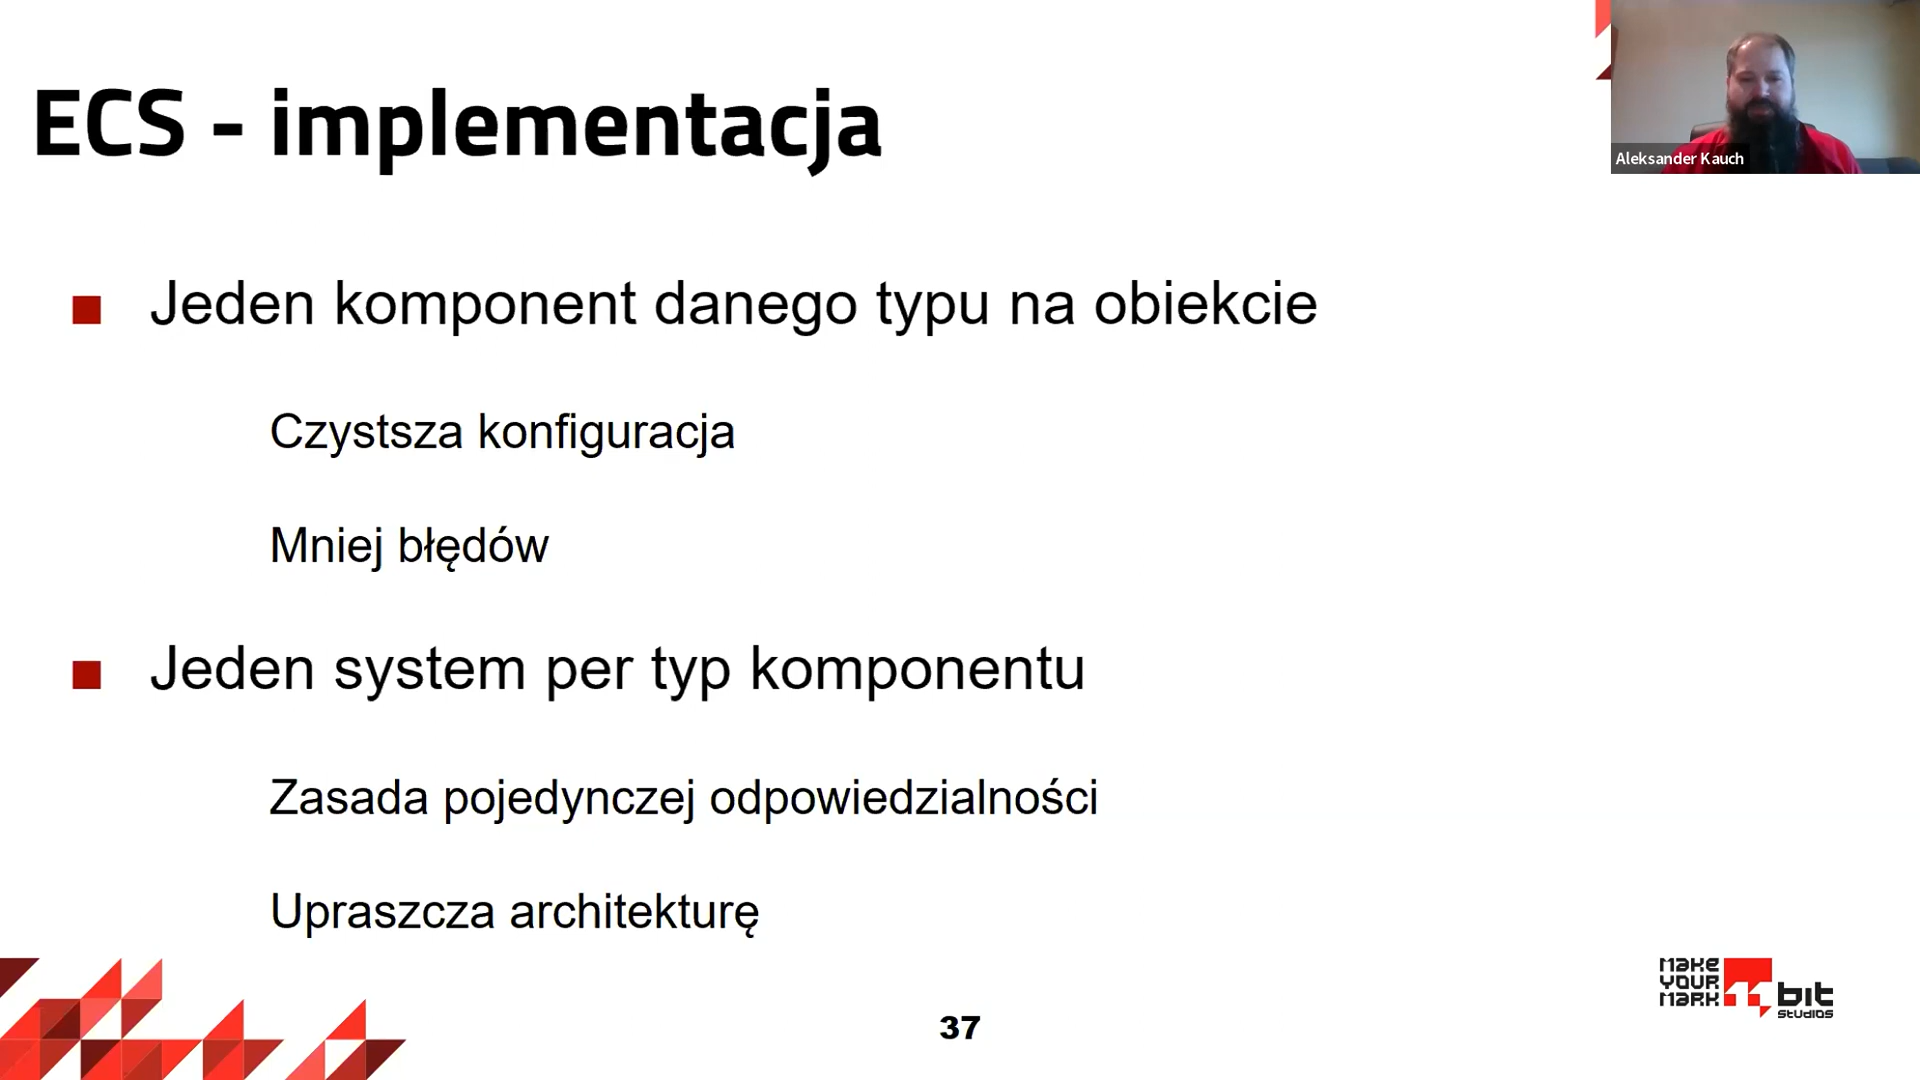 ECS - implementacja
Aleksander Kauch
Jeden komponent danego typu na obiekcie
Czystsza konfiguracja
Mniej błędów
Jeden system per typ komponentu
Zasada pojedynczej odpowiedzialności
Upraszcza architekturę
37
MAKE
YOUR
MARK
11 bit
STUDIOS